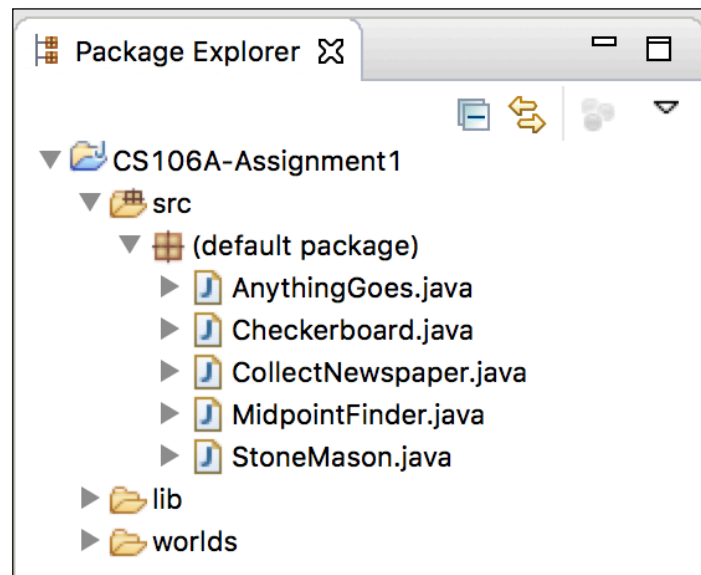 Package Explorer
CS106A-Assignment1
src
(default package)
AnythingGoes.java
Checkerboard.java
CollectNewspaper.java
MidpointFinder.java
StoneMason.java
lib
worlds